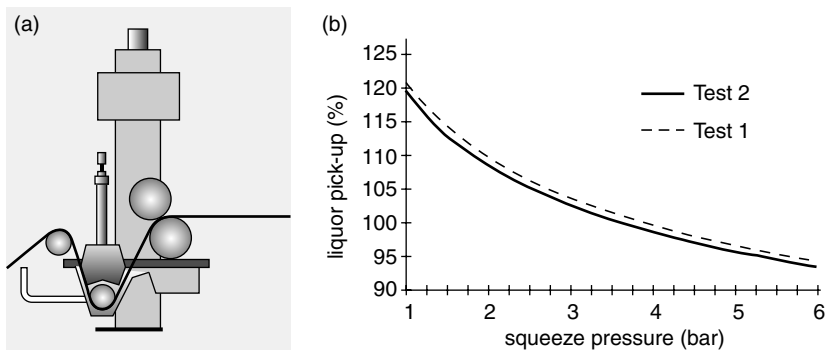 (a)
(b)
125
120
115
110
105
100
95
90
liquor pick-up (%)
Test 2
Test 1
1 2 3 4 5 6
squeeze pressure (bar)